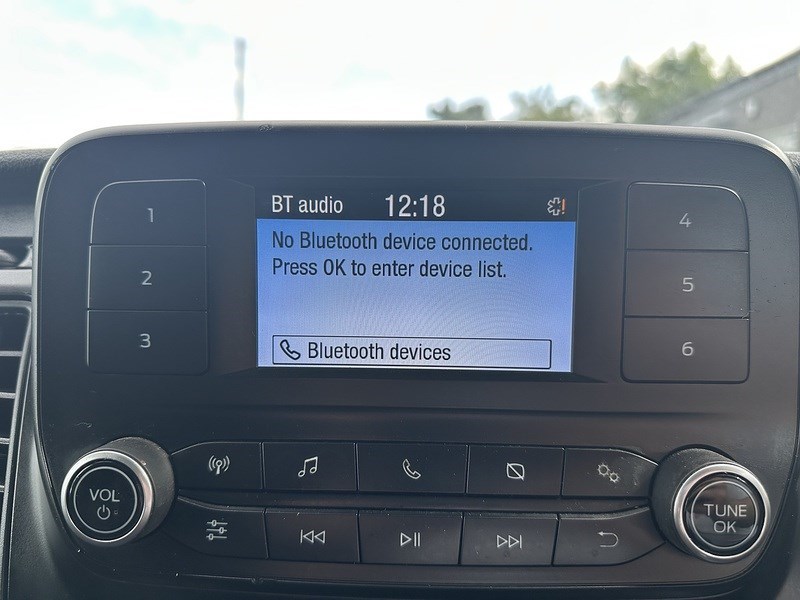 BT audio 12:18
No Bluetooth device connected.
Press OK to enter device list.
Bluetooth devices
1
2
3
4
5
6
VOL
TUNE
OK